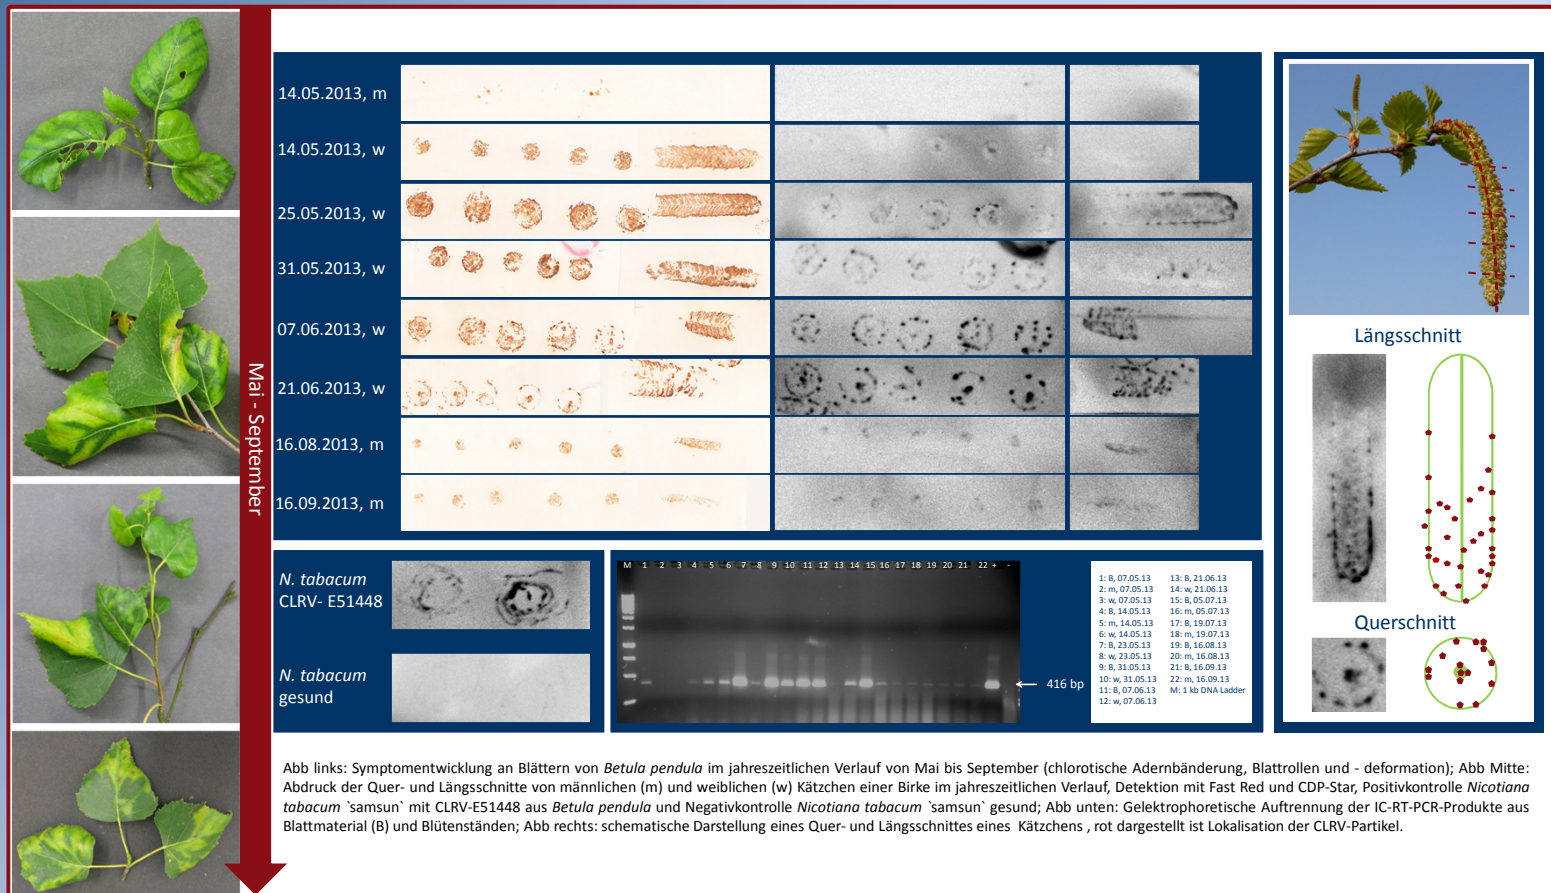 Mai - September
14.05.2013, m
14.05.2013, w
25.05.2013, w
31.05.2013, w
07.06.2013, w
21.06.2013, w
16.08.2013, m
16.09.2013, m
N. tabacum
CLRV- E51448
N. tabacum
gesund
M 1 2 3 4 5 6 7 8 9 10 11 12 13 14 15 16 17 18 19 20 21 22 + -
416 bp
1: B, 07.05.13
2: m, 07.05.13
3: w, 07.05.13
4: B, 14.05.13
5: m, 14.05.13
6: w, 14.05.13
7: B, 23.05.13
8: w, 23.05.13
9: B, 31.05.13
10: w, 31.05.13
11: B, 07.06.13
12: w, 07.06.13
13: B, 21.06.13
14: w, 21.06.13
15: B, 05.07.13
16: m, 05.07.13
17: B, 19.07.13
18: m, 19.07.13
19: B, 16.08.13
20: m, 16.08.13
21: B, 16.09.13
22: m, 16.09.13
M: 1 kb DNA Ladder
Längsschnitt
Querschnitt
Abb links: Symptomentwicklung an Blättern von Betula pendula im jahreszeitlichen Verlauf von Mai bis September (chlorotische Adernbänderung, Blattrollen und - deformation); Abb Mitte:
Abdruck der Quer- und Längsschnitte von männlichen (m) und weiblichen (w) Kätzchen einer Birke im jahreszeitlichen Verlauf, Detektion mit Fast Red und CDP-Star, Positivkontrolle Nicotiana
tabacum `samsun` mit CLRV-E51448 aus Betula pendula und Negativkontrolle Nicotiana tabacum `samsun` gesund; Abb unten: Gelektrophoretische Auftrennung der IC-RT-PCR-Produkte aus
Blattmaterial (B) und Blütenständen; Abb rechts: schematische Darstellung eines Quer- und Längsschnittes eines Kätzchens , rot dargestellt ist Lokalisation der CLRV-Partikel.